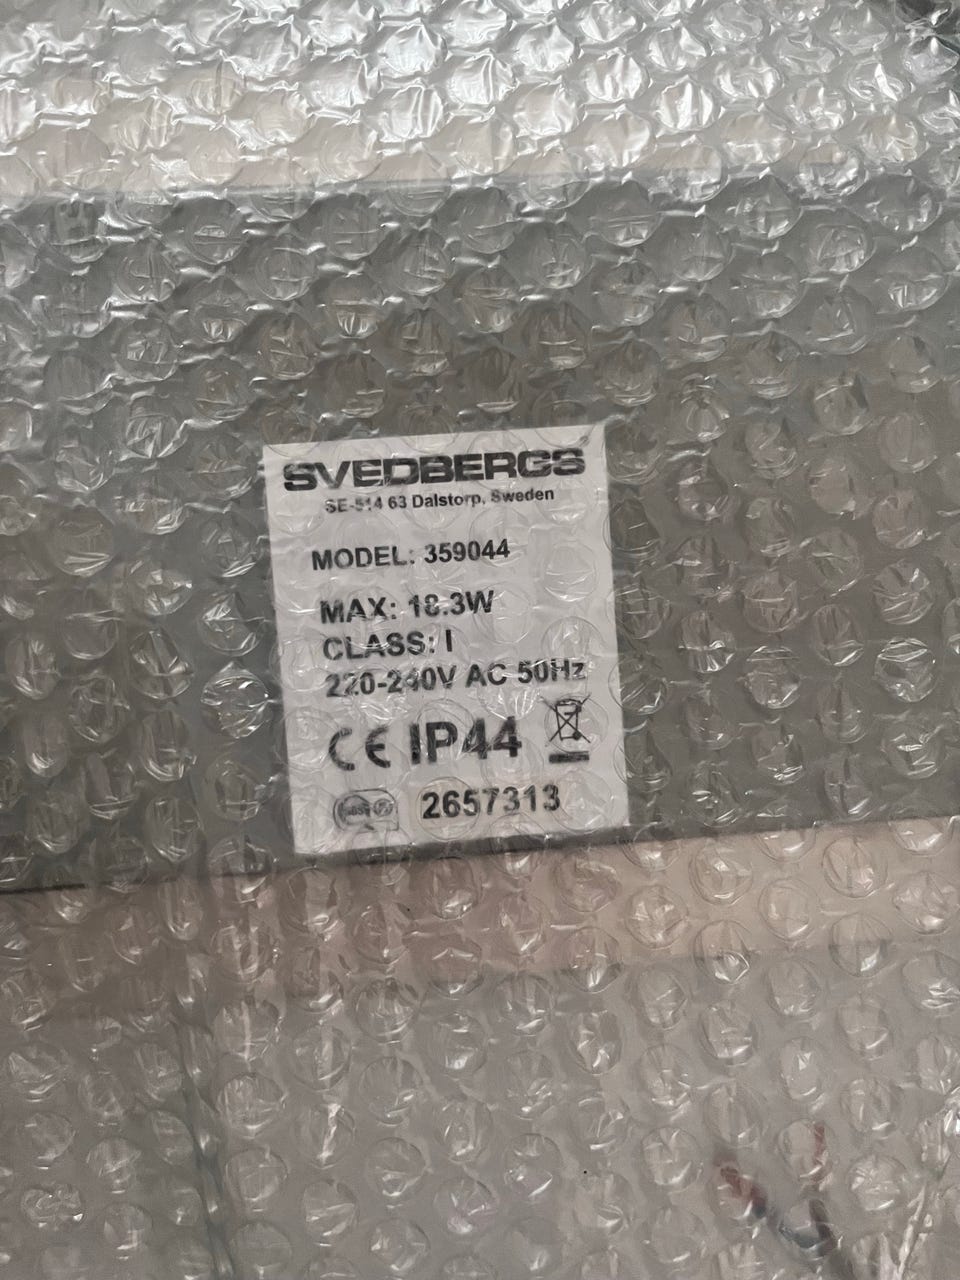 SVEDBERGS
SE-514 63 Dalstorp, Sweden
MODEL: 359044
MAX: 18.3W
CLASS: I
220-240V AC 50Hz
CE IP44
2657313